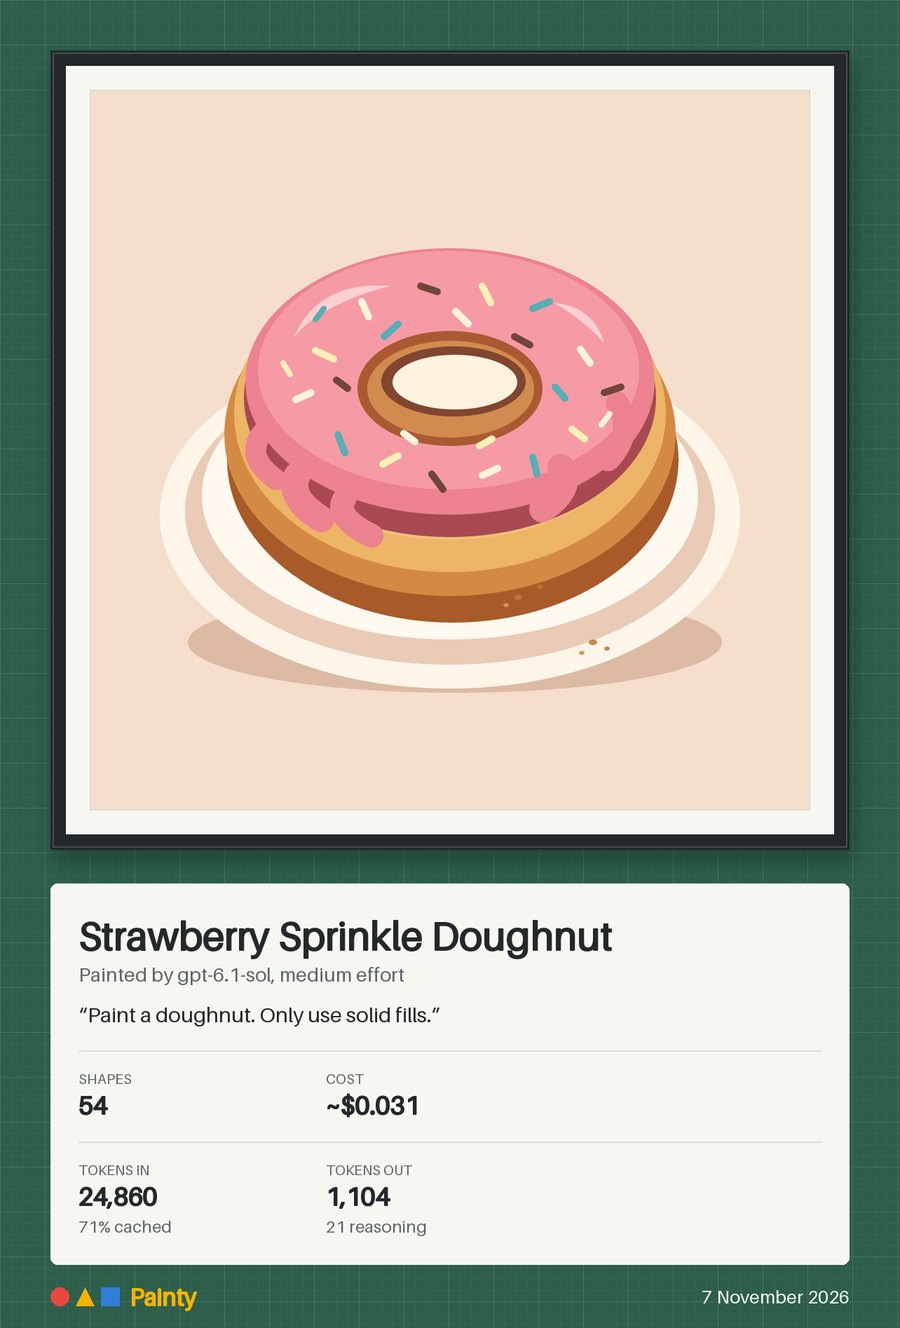 Strawberry Sprinkle Doughnut
Painted by gpt-6.1-sol, medium effort
“Paint a doughnut. Only use solid fills.”
SHAPES
54
COST
~$0.031
TOKENS IN
24,860
71% cached
TOKENS OUT
1,104
21 reasoning
Painty
7 November 2026